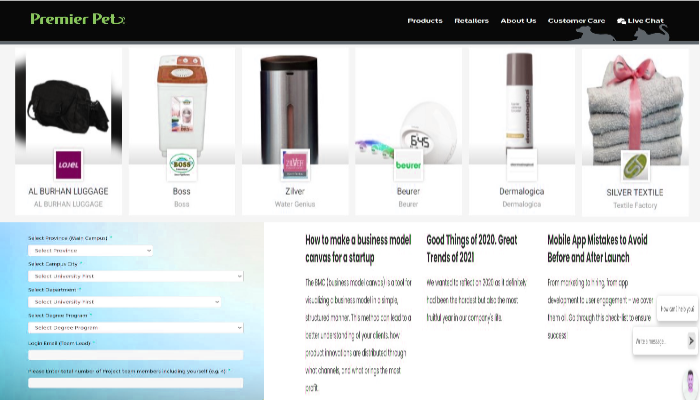 Premier Pet
Products Retailers About Us Customer Care Live Chat
LOJEL
BOSS
ZILVER
645
beurer
dermalogica
AL BURHAN LUGGAGE
AL BURHAN LUGGAGE
Boss
Boss
Zilver
Water Genius
Beurer
Beurer
Dermalogica
Dermalogica
SILVER TEXTILE
Textile Factory
Select Province (Main Campus) *
Select Province
Select Campus City *
Select University First
Select Department *
Select University First
Select Degree Program *
Select Degree Program
Login Email (Team Lead) *
Please Enter total number of Project team members including yourself (e.g. n) *
How to make a business model
canvas for a startup
The BMC (business model canvas) is a tool for
visualizing a business model in a simple,
structured manner. This method can lead to a
better understanding of your clients, how
product innovations are distributed through
what channels, and what brings the most
profit.
Good Things of 2020. Great
Trends of 2021
We wanted to reflect on 2020 as it definitely
had been the hardest but also the most
fruitful year in our company's life.
Mobile App Mistakes to Avoid
Before and After Launch
From marketing to hiring, from app
development to user engagement – we cover
them all. Go through this check-list to ensure
success!
How can I help you?
Write a message...